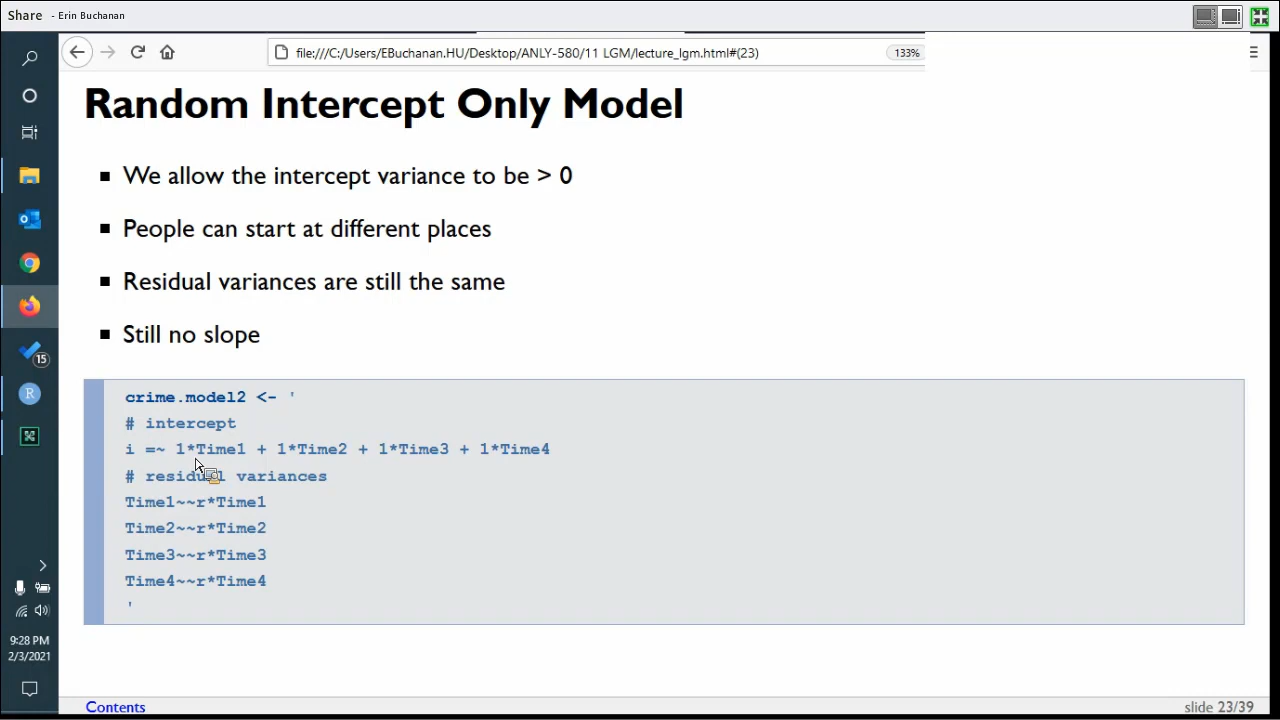 Share - Erin Buchanan
file:///C:/Users/EBuchanan.HU/Desktop/ANLY-580/11 LGM/lecture_lgm.html#(23)
133%
Random Intercept Only Model
We allow the intercept variance to be > 0
People can start at different places
Residual variances are still the same
Still no slope
crime.model2 <- '
# intercept
i =~ 1*Time1 + 1*Time2 + 1*Time3 + 1*Time4
# residual variances
Time1~~r*Time1
Time2~~r*Time2
Time3~~r*Time3
Time4~~r*Time4
'
15
R
9:28 PM
2/3/2021
Contents
slide 23/39